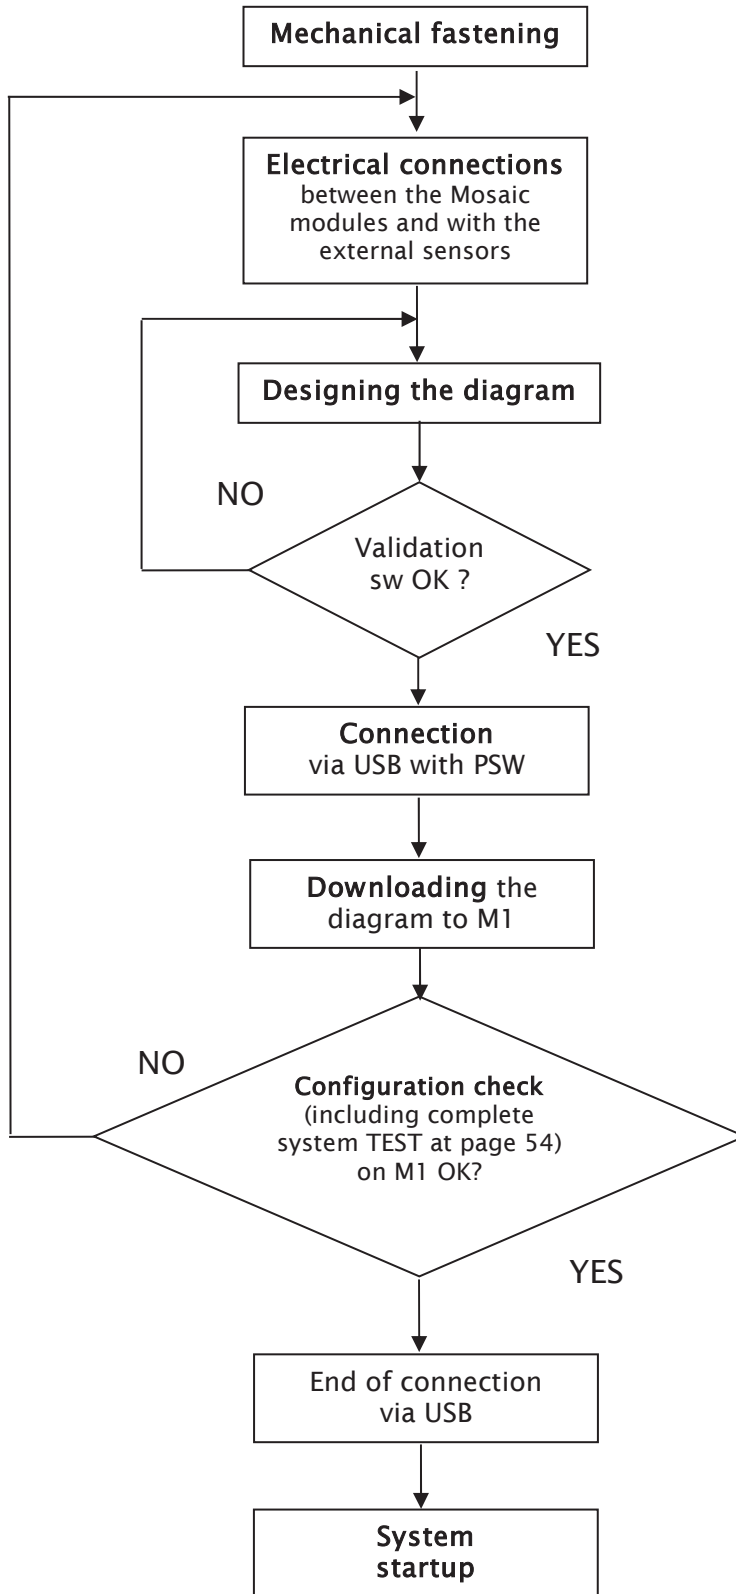 Mechanical fastening
Electrical connections
between the Mosaic
modules and with the
external sensors
Designing the diagram
NO
Validation
sw OK ?
YES
Connection
via USB with PSW
Downloading the
diagram to M1
NO
Configuration check
(including complete
system TEST at page 54)
on M1 OK?
YES
End of connection
via USB
System
startup